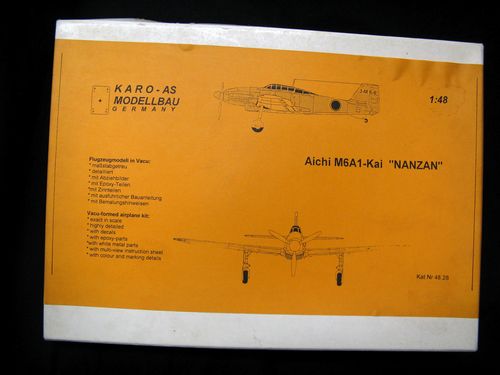 KARO-AS
MODELLBAU
GERMANY
1:48
Aichi M6A1-Kai "NANZAN"
Flugzeugmodell in Vacu:
* maßstabgetreu
* detailliert
* mit Abziehbilder
* mit Epoxy-Teilen
*mit Zinnteilen
* mit ausführlicher Bauanleitung
* mit Bemalungshinweisen
Vacu-formed airplane kit:
* exact in scale
* highly detailed
* with decals
* with epoxy-parts
*with white metal parts
* with multi-view instruction sheet
* with colour and marking details
Kat Nr 48.28